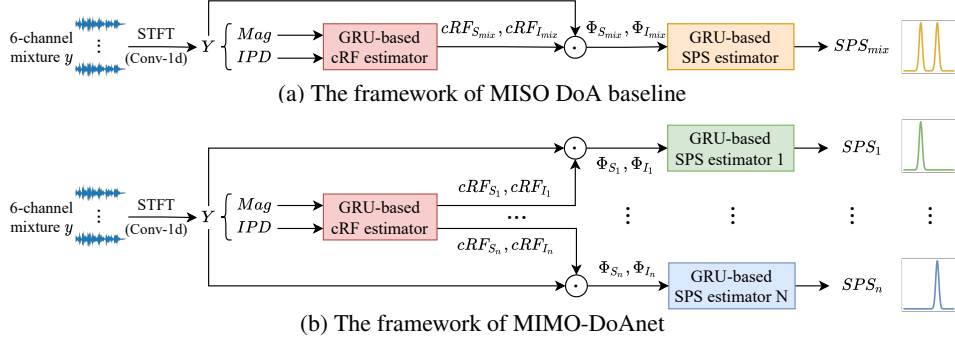 6-channel
mixture y
STFT
(Conv-1d)
Y
Mag
IPD
GRU-based
cRF estimator
cRF_{S_{mix}}, cRF_{I_{mix}}
Φ_{S_{mix}}, Φ_{I_{mix}}
GRU-based
SPS estimator
SPS_{mix}
(a) The framework of MISO DoA baseline
6-channel
mixture y
STFT
(Conv-1d)
Y
Mag
IPD
GRU-based
cRF estimator
cRF_{S_1}, cRF_{I_1}
...
cRF_{S_n}, cRF_{I_n}
Φ_{S_1}, Φ_{I_1}
GRU-based
SPS estimator 1
SPS_1
Φ_{S_n}, Φ_{I_n}
GRU-based
SPS estimator N
SPS_n
(b) The framework of MIMO-DoAnet